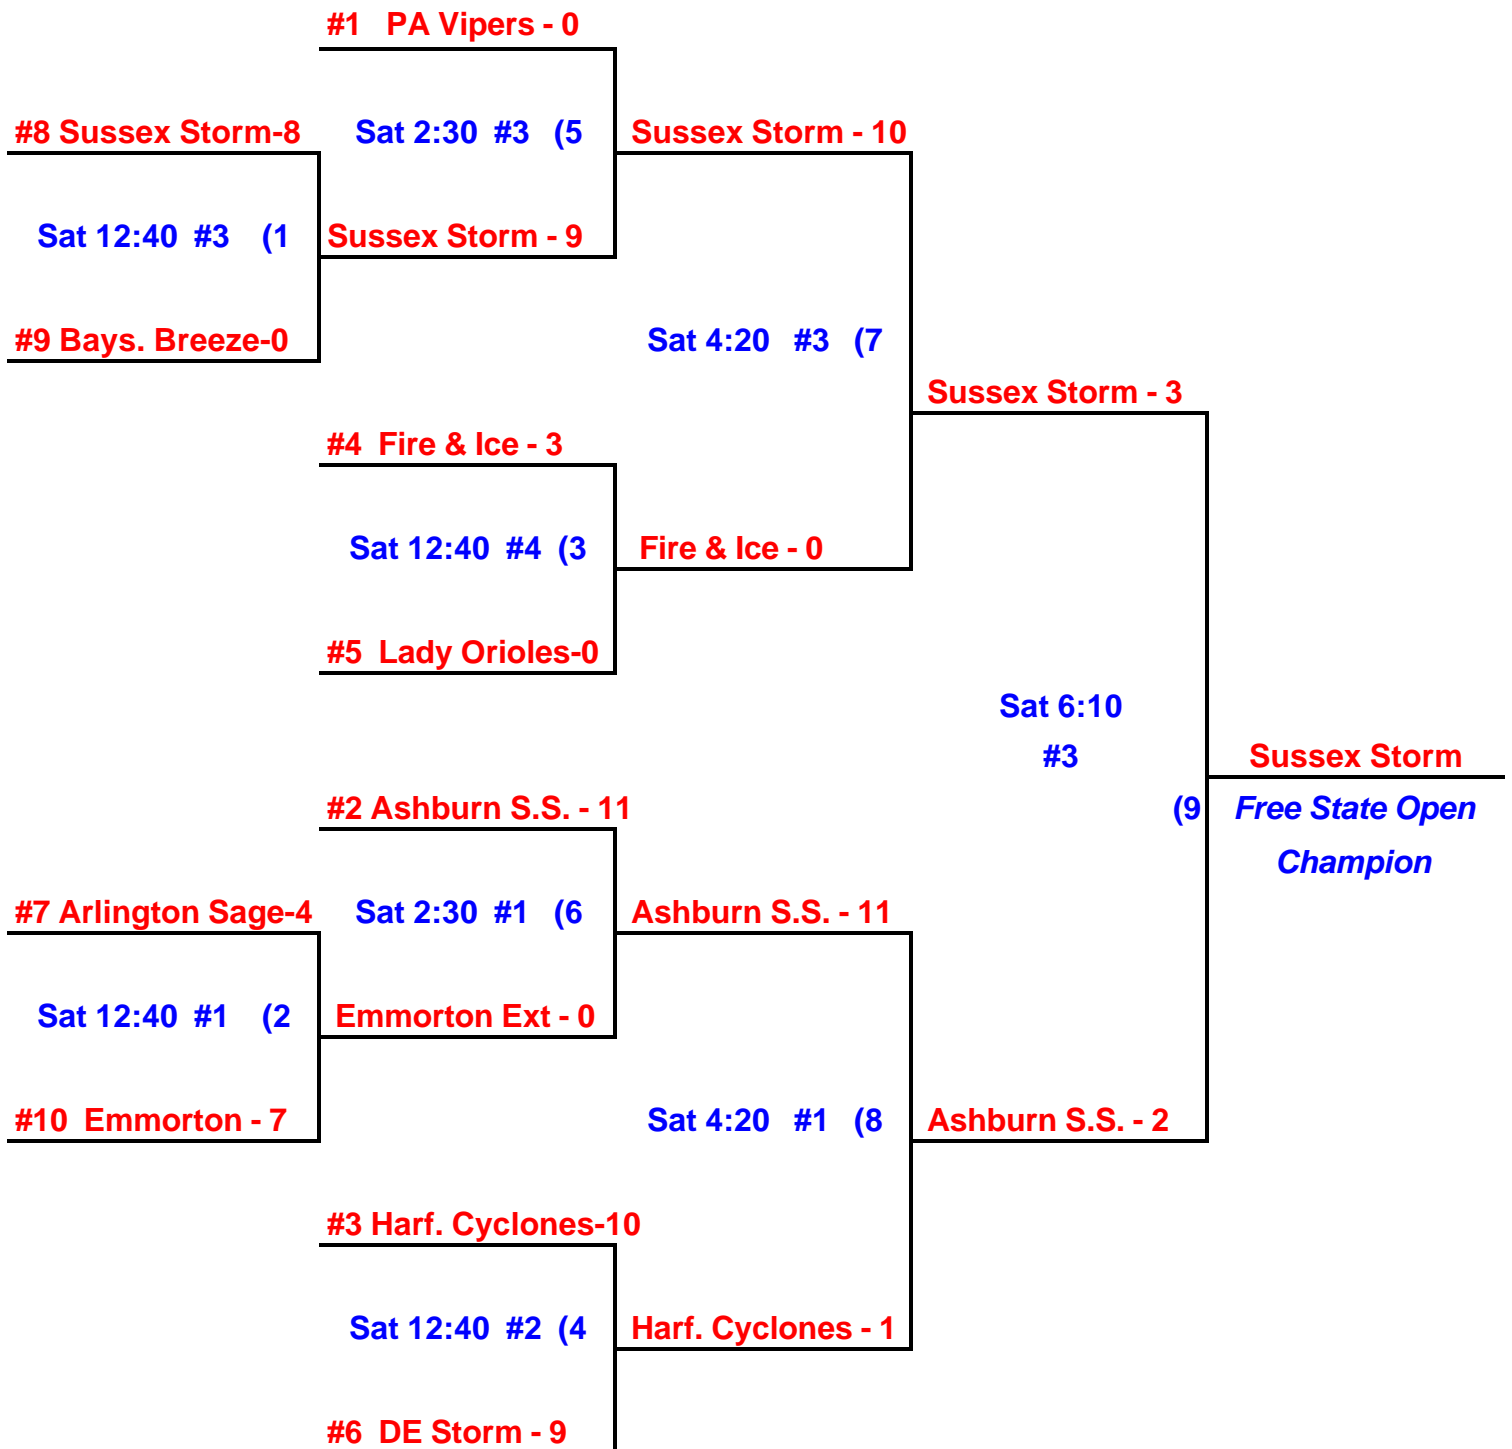 #1 PA Vipers - 0
#8 Sussex Storm-8
Sat 2:30 #3 (5
Sussex Storm - 10
Sat 12:40 #3 (1
Sussex Storm - 9
#9 Bays. Breeze-0
Sat 4:20 #3 (7
Sussex Storm - 3
#4 Fire & Ice - 3
Sat 12:40 #4 (3
Fire & Ice - 0
#5 Lady Orioles-0
Sat 6:10
#3
Sussex Storm
#2 Ashburn S.S. - 11
(9
Free State Open
Champion
#7 Arlington Sage-4
Sat 2:30 #1 (6
Ashburn S.S. - 11
Sat 12:40 #1 (2
Emmorton Ext - 0
#10 Emmorton - 7
Sat 4:20 #1 (8
Ashburn S.S. - 2
#3 Harf. Cyclones-10
Sat 12:40 #2 (4
Harf. Cyclones - 1
#6 DE Storm - 9